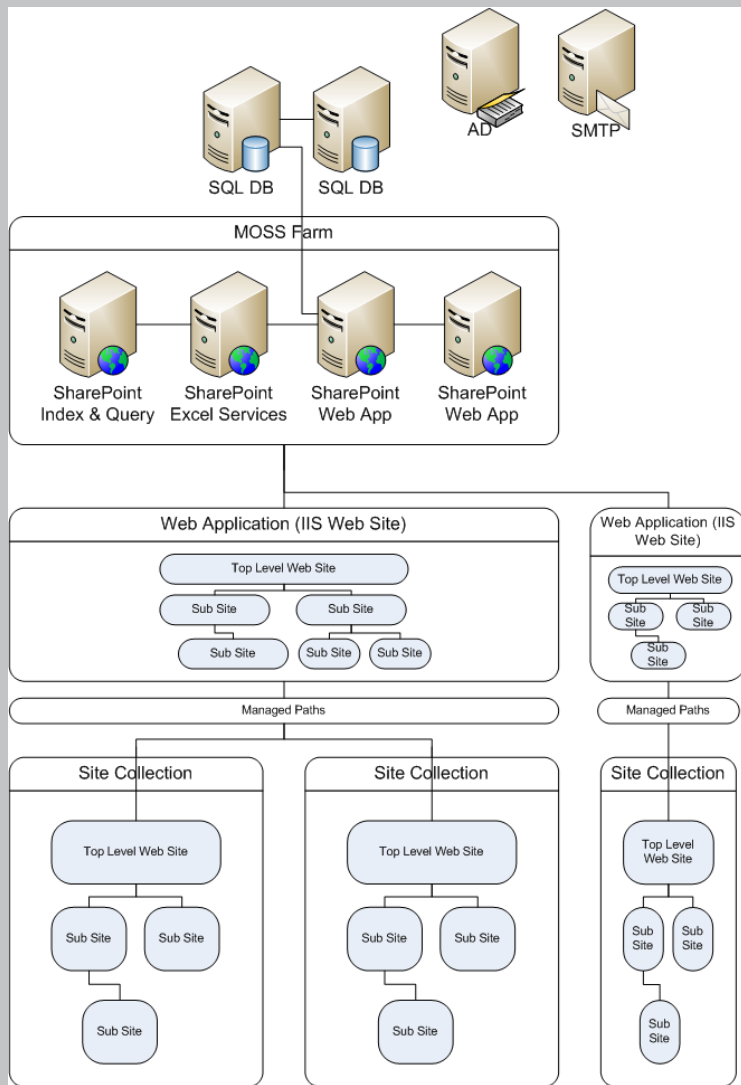 AD
SMTP
SQL DB
SQL DB
MOSS Farm
SharePoint
Index & Query
SharePoint
Excel Services
SharePoint
Web App
SharePoint
Web App
Web Application (IIS Web Site)
Top Level Web Site
Sub Site
Sub Site
Sub Site
Sub Site
Sub Site
Web Application (IIS
Web Site)
Top Level Web Site
Sub
Site
Sub
Site
Sub
Site
Managed Paths
Managed Paths
Site Collection
Top Level Web Site
Sub Site
Sub Site
Sub Site
Site Collection
Top Level Web Site
Sub Site
Sub Site
Sub Site
Site Collection
Top Level
Web Site
Sub
Site
Sub
Site
Sub
Site